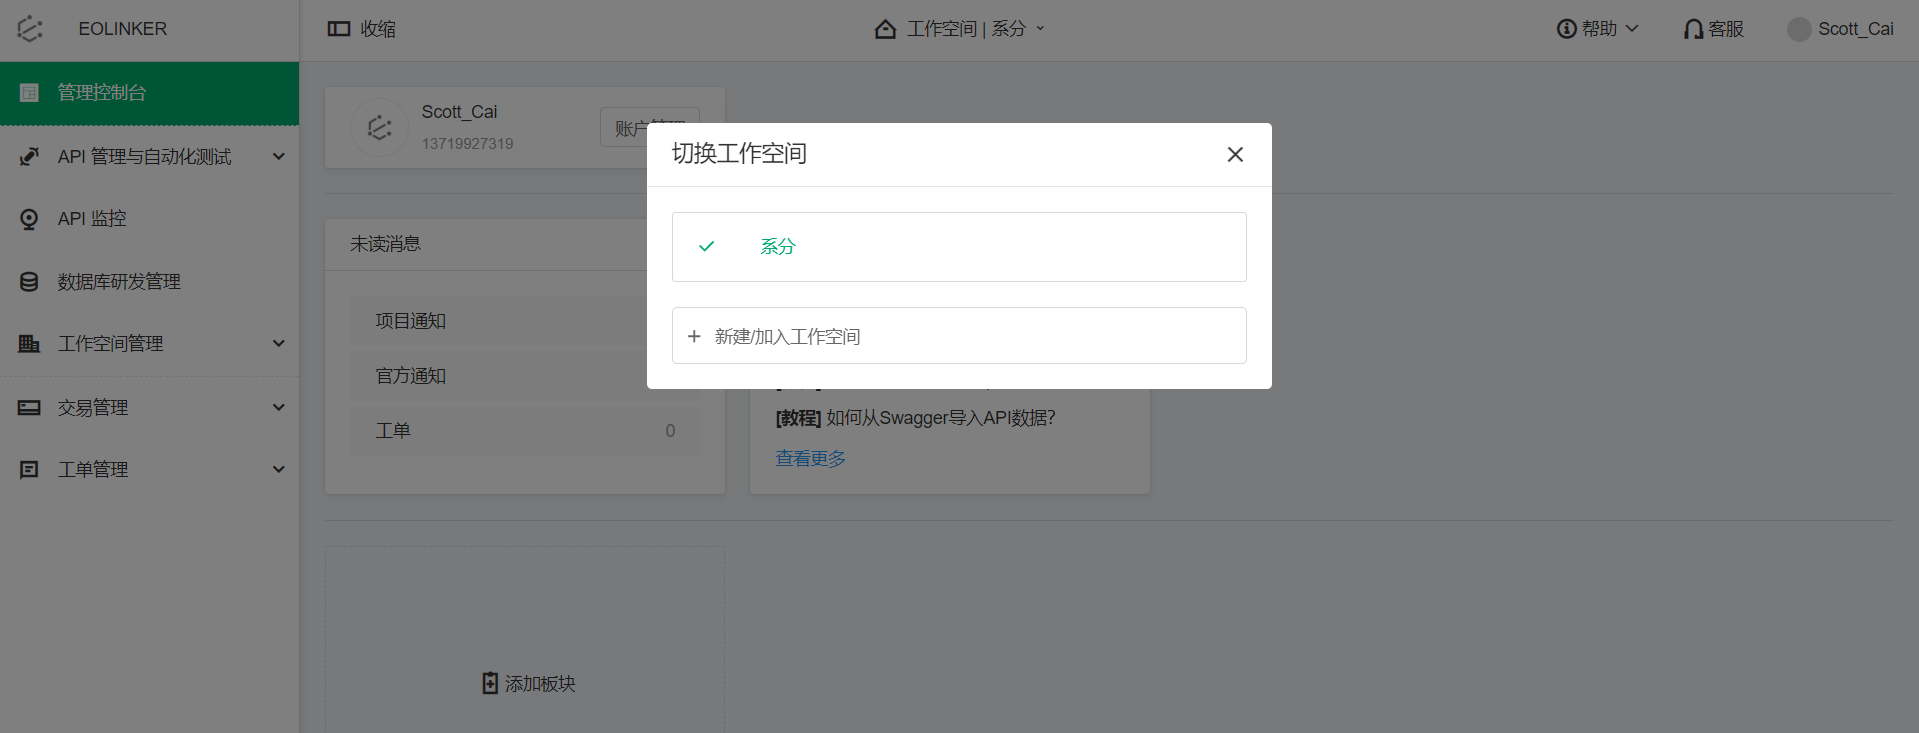 EOLINKER
收缩
工作空间 | 系分
帮助
客服
Scott_Cai
管理控制台
API 管理与自动化测试
API 监控
数据库研发管理
工作空间管理
交易管理
工单管理
Scott_Cai
13719927319
账户管理
切换工作空间
系分
新建/加入工作空间
未读消息
项目通知
官方通知
工单 0
[教程] 如何从Swagger导入API数据？
查看更多
添加板块